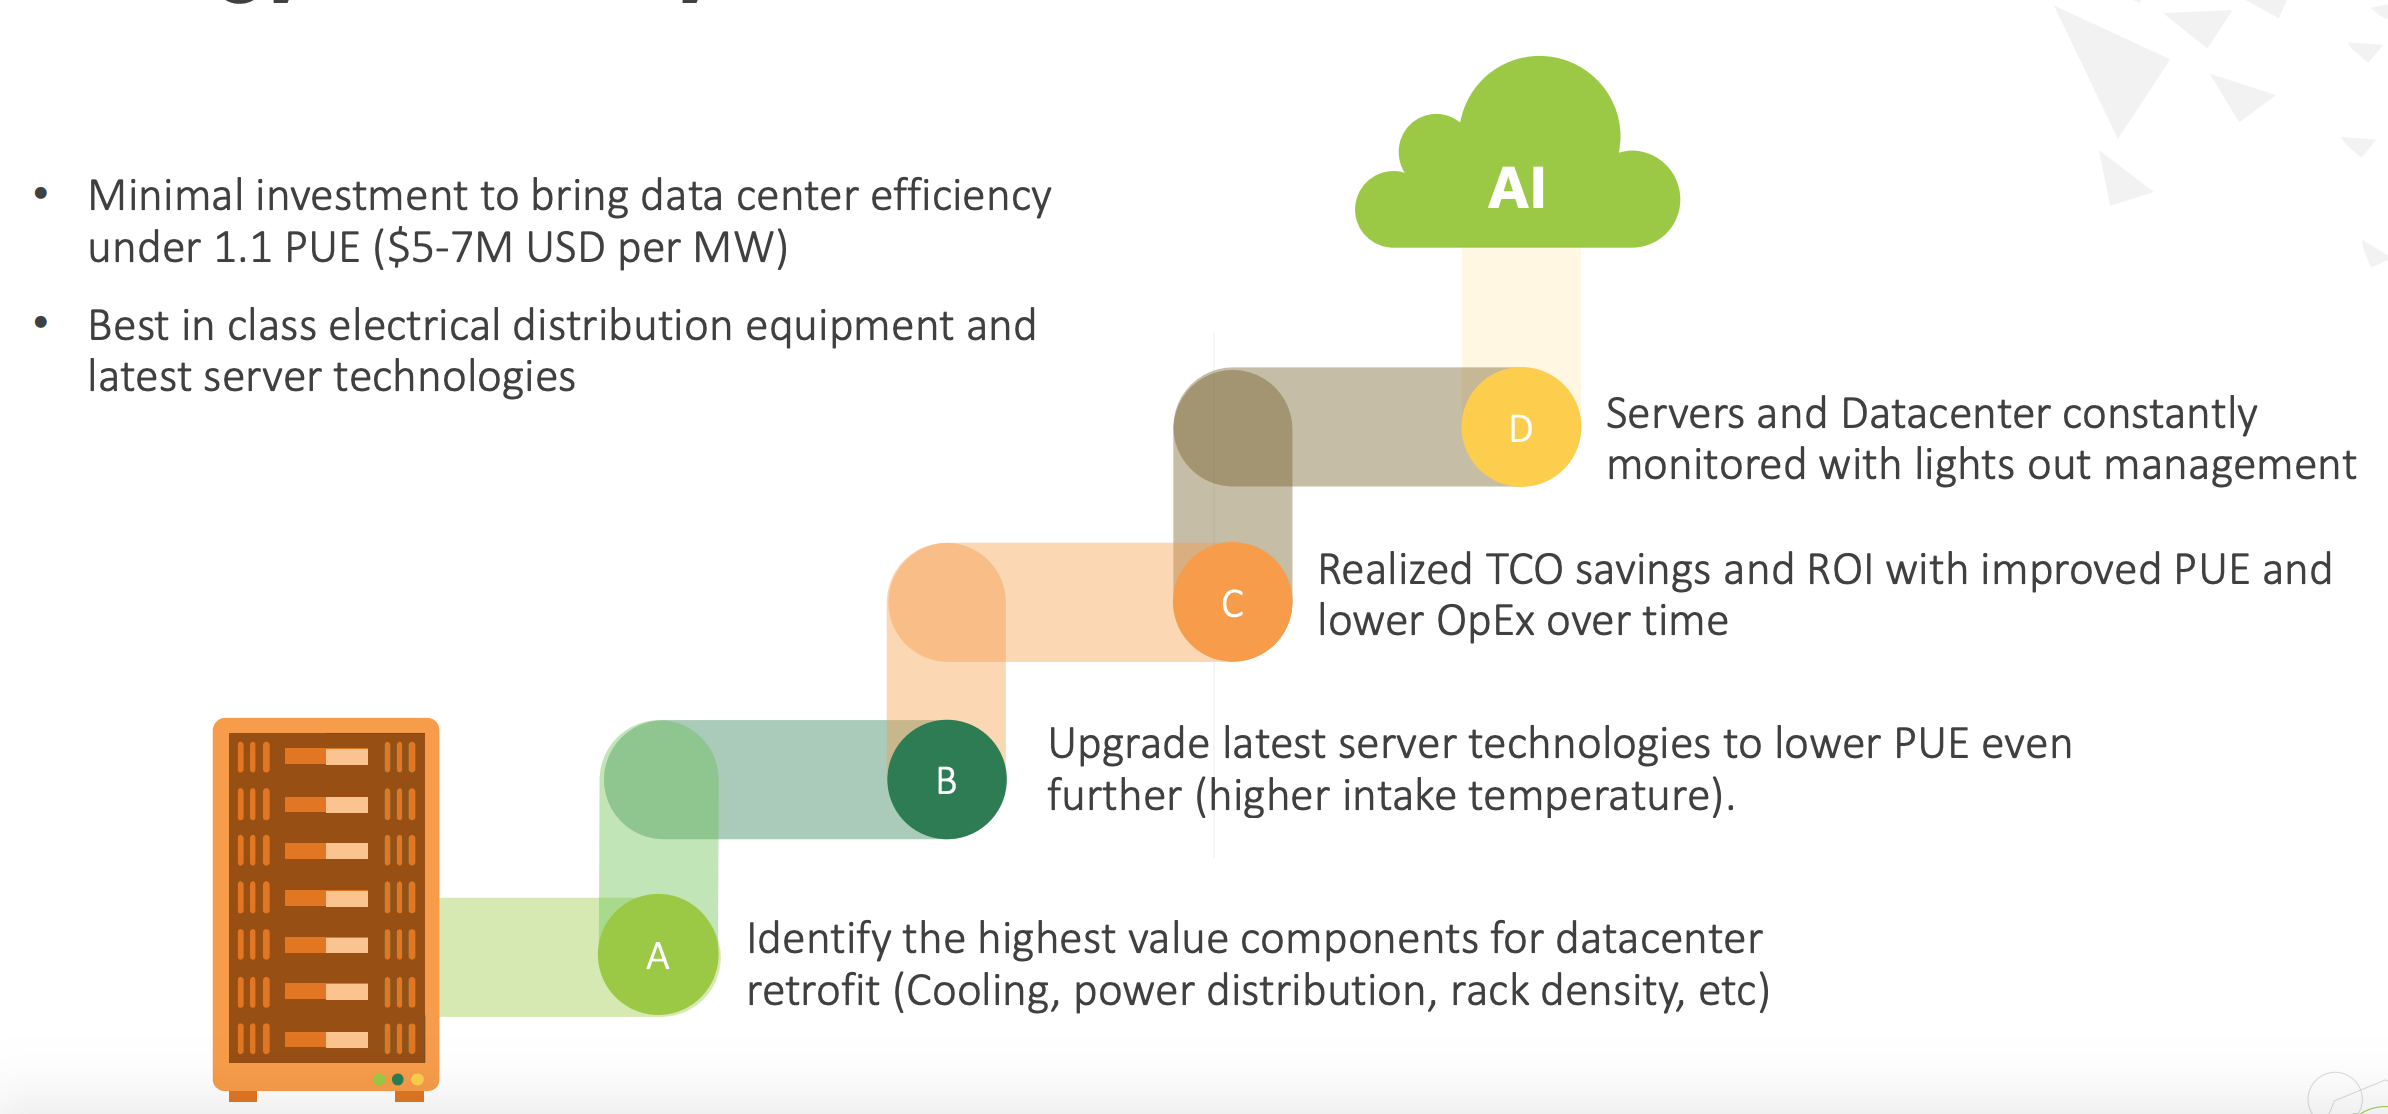 Minimal investment to bring data center efficiency
under 1.1 PUE ($5-7M USD per MW)
Best in class electrical distribution equipment and
latest server technologies
AI
D
Servers and Datacenter constantly
monitored with lights out management
C
Realized TCO savings and ROI with improved PUE and
lower OpEx over time
B
Upgrade latest server technologies to lower PUE even
further (higher intake temperature).
A
Identify the highest value components for datacenter
retrofit (Cooling, power distribution, rack density, etc)